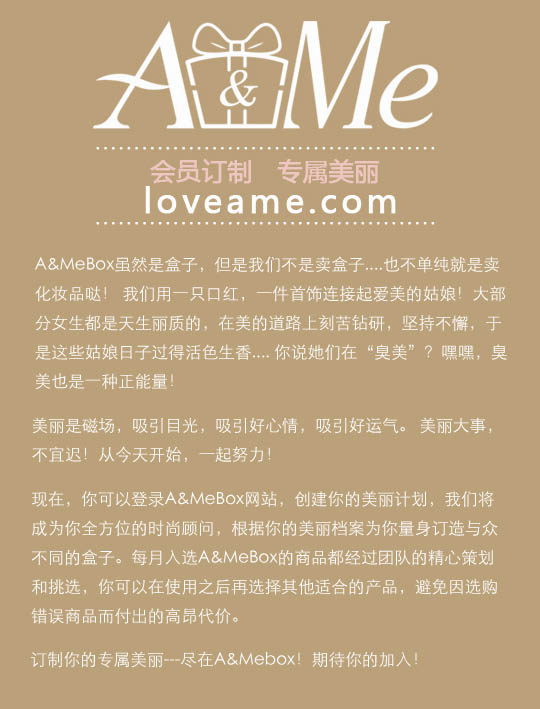 A&Me
会员订制 专属美丽
loveame.com
A&MeBox虽然是盒子，但是我们不是卖盒子....也不单纯就是卖
化妆品哒！ 我们用一只口红，一件首饰连接起爱美的姑娘！大部
分女生都是天生丽质的，在美的道路上刻苦钻研，坚持不懈，于
是这些姑娘日子过得活色生香.... 你说她们在“臭美”？嘿嘿，臭
美也是一种正能量！
美丽是磁场，吸引目光，吸引好心情，吸引好运气。 美丽大事，
不宜迟！从今天开始，一起努力！
现在，你可以登录A&MeBox网站，创建你的美丽计划，我们将
成为你全方位的时尚顾问，根据你的美丽档案为你量身订造与众
不同的盒子。每月入选A&MeBox的商品都经过团队的精心策划
和挑选，你可以在使用之后再选择其他适合的产品，避免因选购
错误商品而付出的高昂代价。
订制你的专属美丽---尽在A&Mebox！期待你的加入！